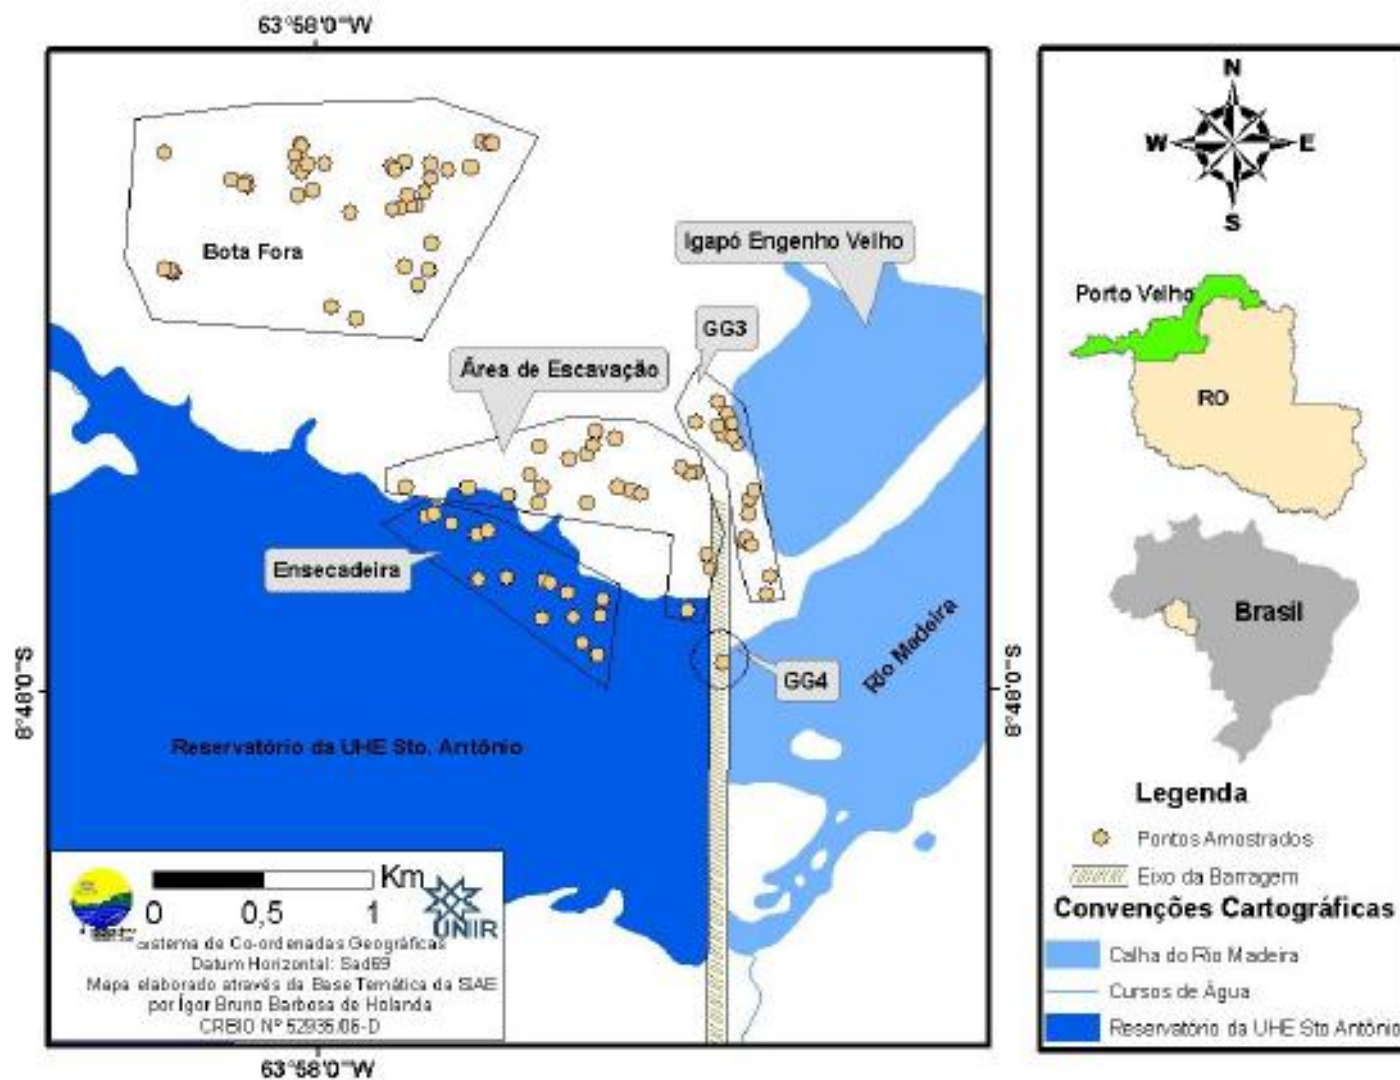 63°58'0"W
Bota Fora
Igapó Engenho Velho
GG3
Área de Escavação
Ensecadeira
GG4
Rio Madeira
Reservatório da UHE Sto. Antônio
8°48'0"S
8°48'0"S
Km
0 0,5 1
UNIR
Sistema de Co-ordenadas Geográficas
Datum Horizontal: Sad69
Mapa elaborado através da Base Temática da SIAE
por Ígor Bruno Barbosa de Holanda
CRBIO Nº 52936/06-D
63°58'0"W
N
W E
S
Porto Velho
RO
Brasil
Legenda
Pontos Amostrados
Eixo da Barragem
Convenções Cartográficas
Calha do Rio Madeira
Cursos de Água
Reservatório da UHE Sto Antônio